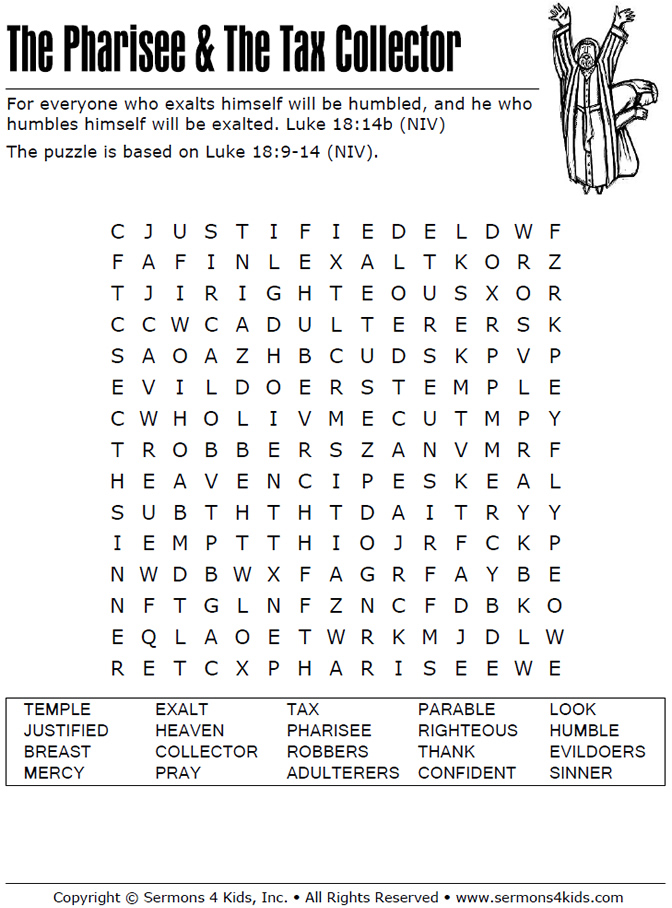 The Pharisee & The Tax Collector
For everyone who exalts himself will be humbled, and he who
humbles himself will be exalted. Luke 18:14b (NIV)
The puzzle is based on Luke 18:9-14 (NIV).
C J U S T I F I E D E L D W F
F A F I N L E X A L T K O R Z
T J I R I G H T E O U S X O R
C C W C A D U L T E R E R S K
S A O A Z H B C U D S K P V P
E V I L D O E R S T E M P L E
C W H O L I V M E C U T M P Y
T R O B B E R S Z A N V M R F
H E A V E N C I P E S K E A L
S U B T H T H T D A I T R Y Y
I E M P T T H I O J R F C K P
N W D B W X F A G R F A Y B E
N F T G L N F Z N C F D B K O
E Q L A O E T W R K M J D L W
R E T C X P H A R I S E E W E
TEMPLE EXALT TAX PARABLE LOOK
JUSTIFIED HEAVEN PHARISEE RIGHTEOUS HUMBLE
BREAST COLLECTOR ROBBERS THANK EVILDOERS
MERCY PRAY ADULTERERS CONFIDENT SINNER
Copyright © Sermons 4 Kids, Inc. • All Rights Reserved • www.sermons4kids.com